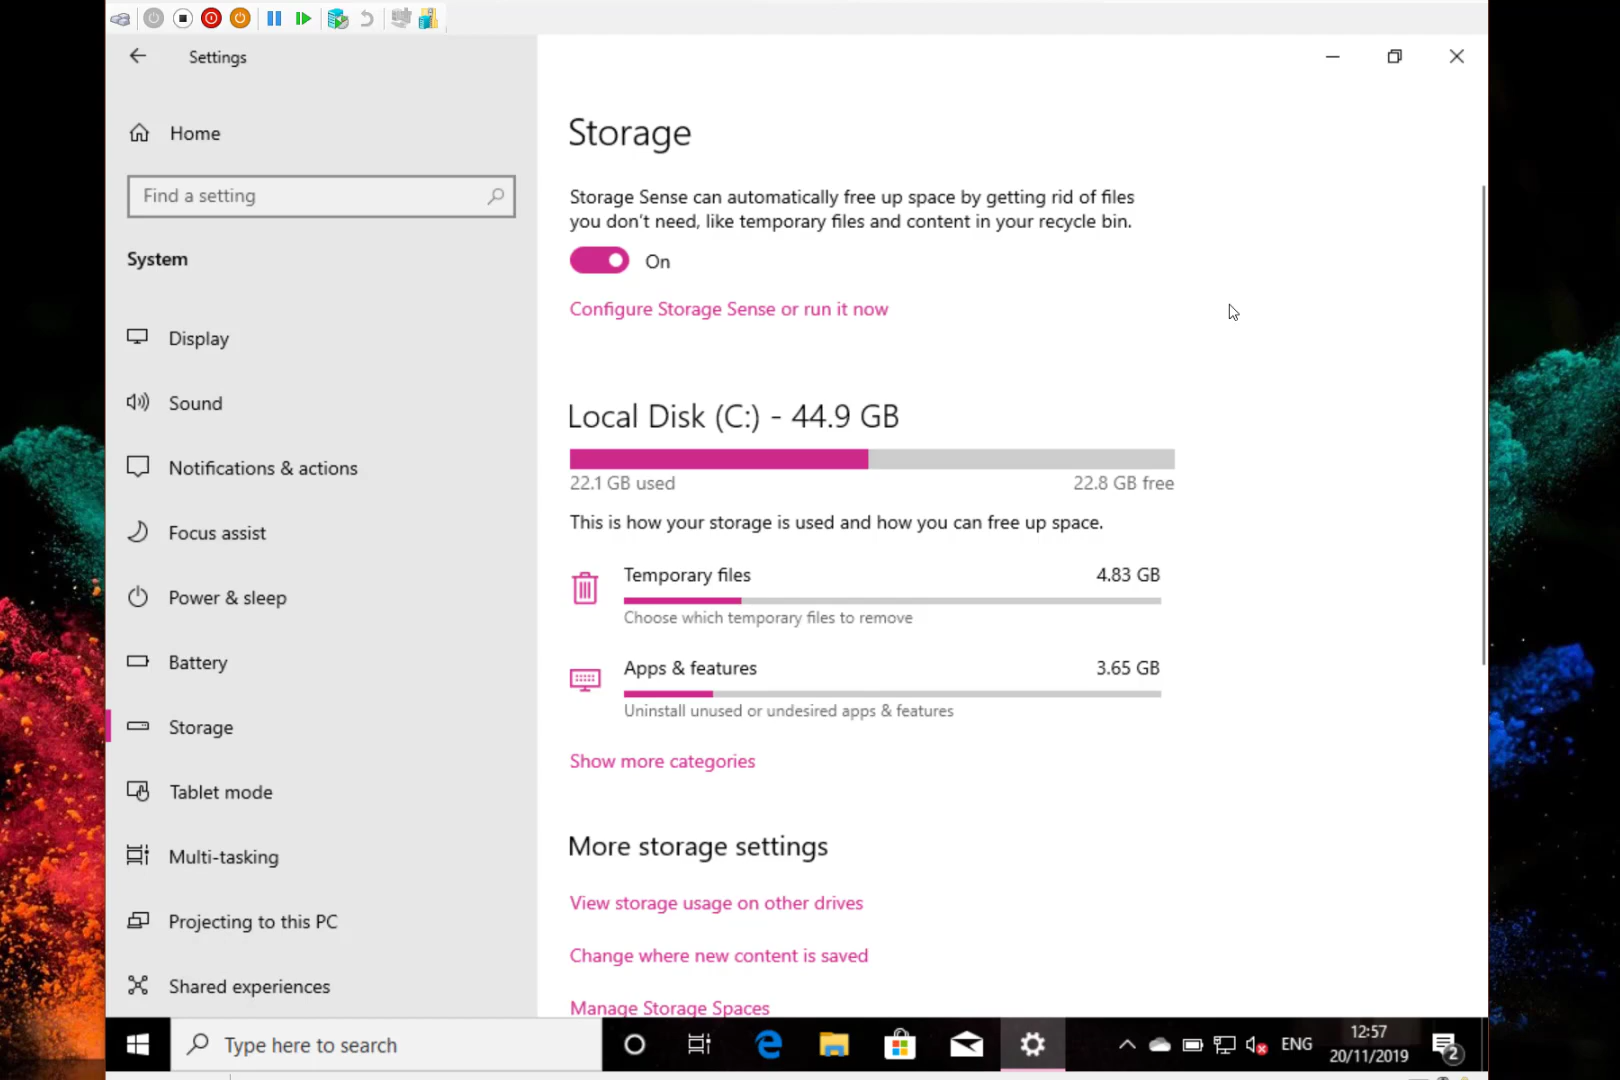 Settings
Home
Find a setting
System
Display
Sound
Notifications & actions
Focus assist
Power & sleep
Battery
Storage
Tablet mode
Multi-tasking
Projecting to this PC
Shared experiences
Storage
Storage Sense can automatically free up space by getting rid of files
you don't need, like temporary files and content in your recycle bin.
On
Configure Storage Sense or run it now
Local Disk (C:) - 44.9 GB
22.1 GB used 22.8 GB free
This is how your storage is used and how you can free up space.
Temporary files 4.83 GB
Choose which temporary files to remove
Apps & features 3.65 GB
Uninstall unused or undesired apps & features
Show more categories
More storage settings
View storage usage on other drives
Change where new content is saved
Manage Storage Spaces
Type here to search
ENG
12:57
20/11/2019
2